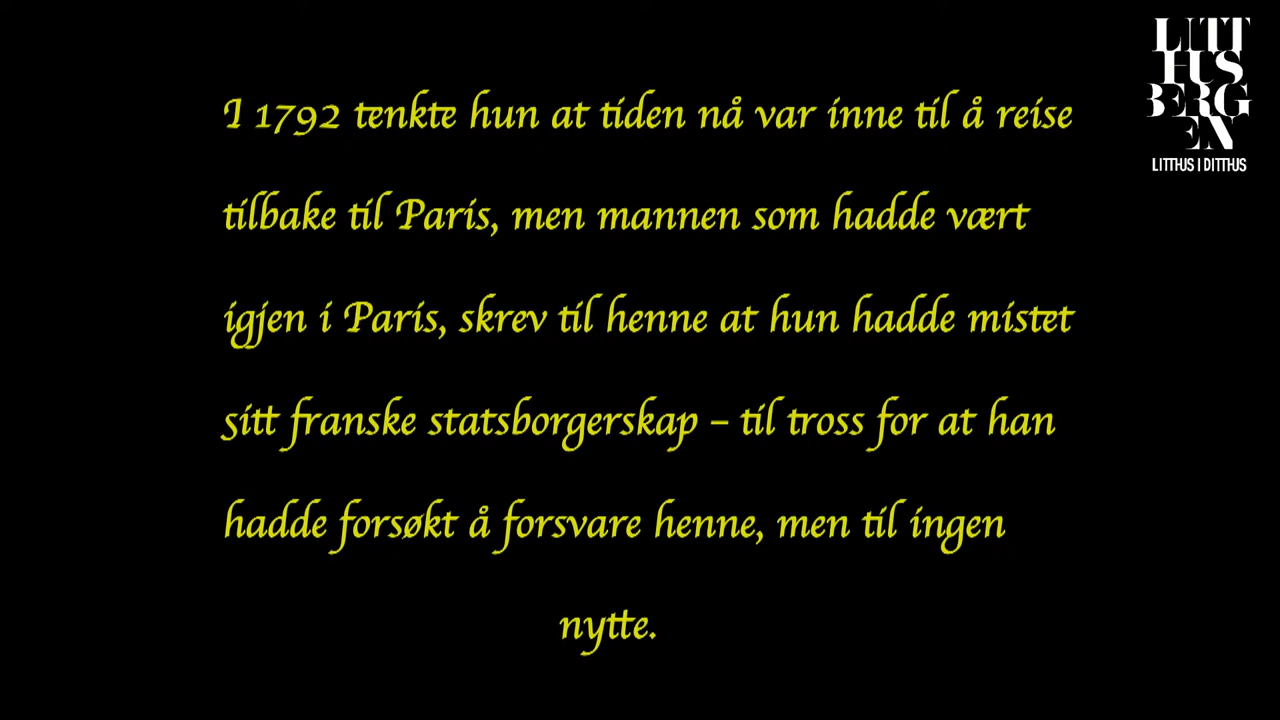 I 1792 tenkte hun at tiden nå var inne til å reise
tilbake til Paris, men mannen som hadde vært
igjen i Paris, skrev til henne at hun hadde mistet
sitt franske statsborgerskap – til tross for at han
hadde forsøkt å forsvare henne, men til ingen
nytte.
LITT
HUS
BERG
EN
LITTHUS I DITTHUS